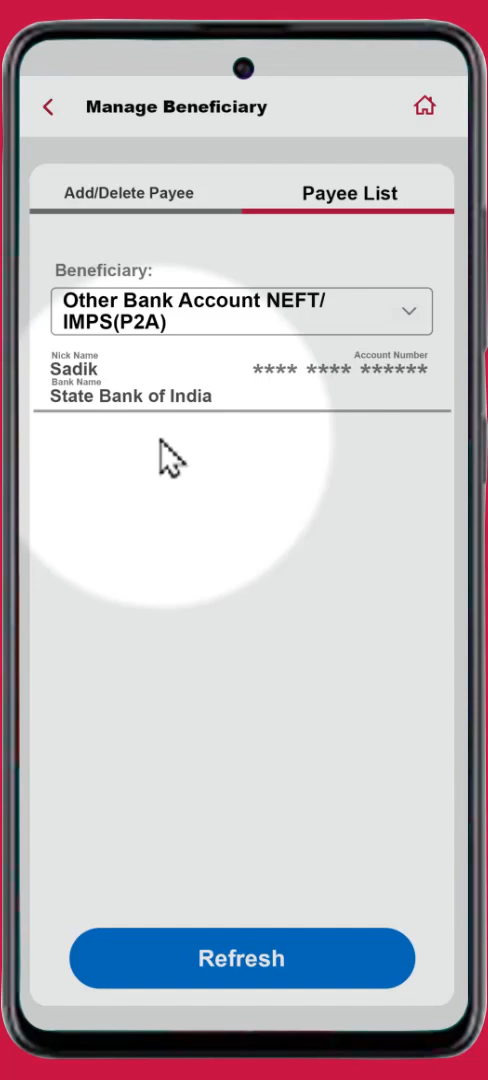 Manage Beneficiary
Add/Delete Payee
Payee List
Beneficiary:
Other Bank Account NEFT/
IMPS(P2A)
Nick Name
Account Number
Sadik
**** **** ******
Bank Name
State Bank of India
Refresh